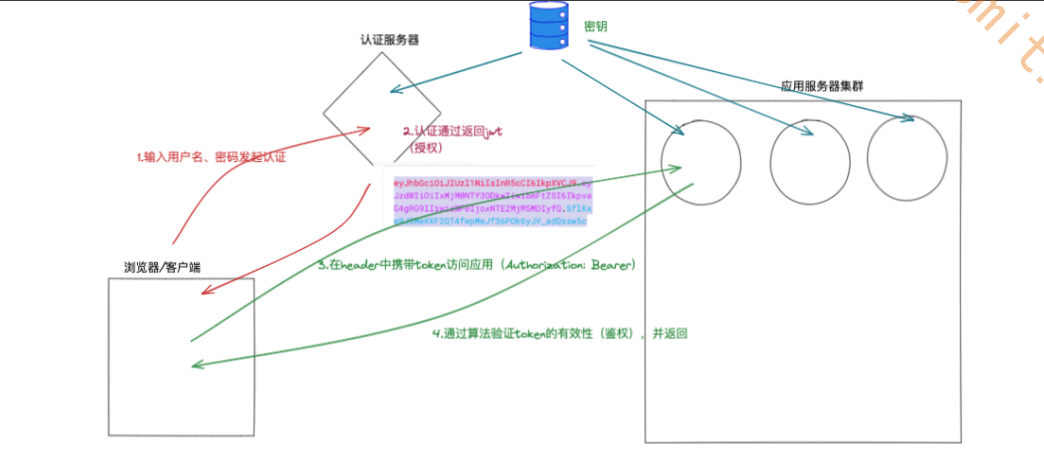 密钥
认证服务器
应用服务器集群
2.认证通过返回jwt
（授权）
1.输入用户名、密码发起认证
eyJhbGciOiJIUzI1NiIsInR5cCI6IkpXVCJ9.ey
浏览器/客户端
3.在header中携带token访问应用（Authorization: Bearer）
4.通过算法验证token的有效性（鉴权），并返回